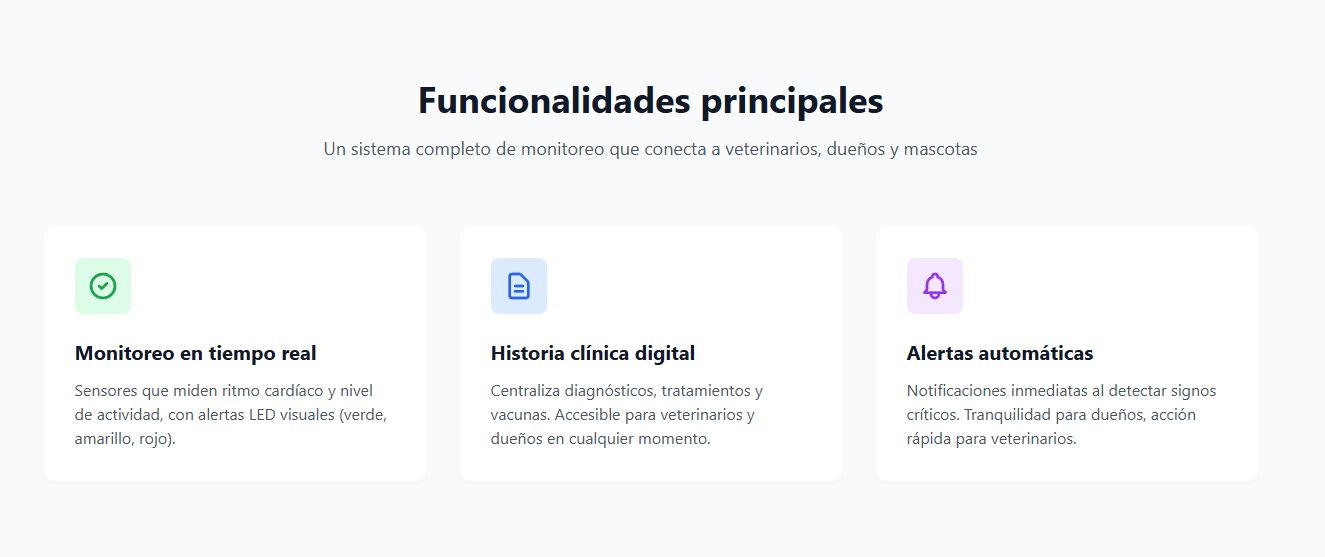 Funcionalidades principales
Un sistema completo de monitoreo que conecta a veterinarios, dueños y mascotas
Monitoreo en tiempo real
Sensores que miden ritmo cardíaco y nivel
de actividad, con alertas LED visuales (verde,
amarillo, rojo).
Historia clínica digital
Centraliza diagnósticos, tratamientos y
vacunas. Accesible para veterinarios y
dueños en cualquier momento.
Alertas automáticas
Notificaciones inmediatas al detectar signos
críticos. Tranquilidad para dueños, acción
rápida para veterinarios.